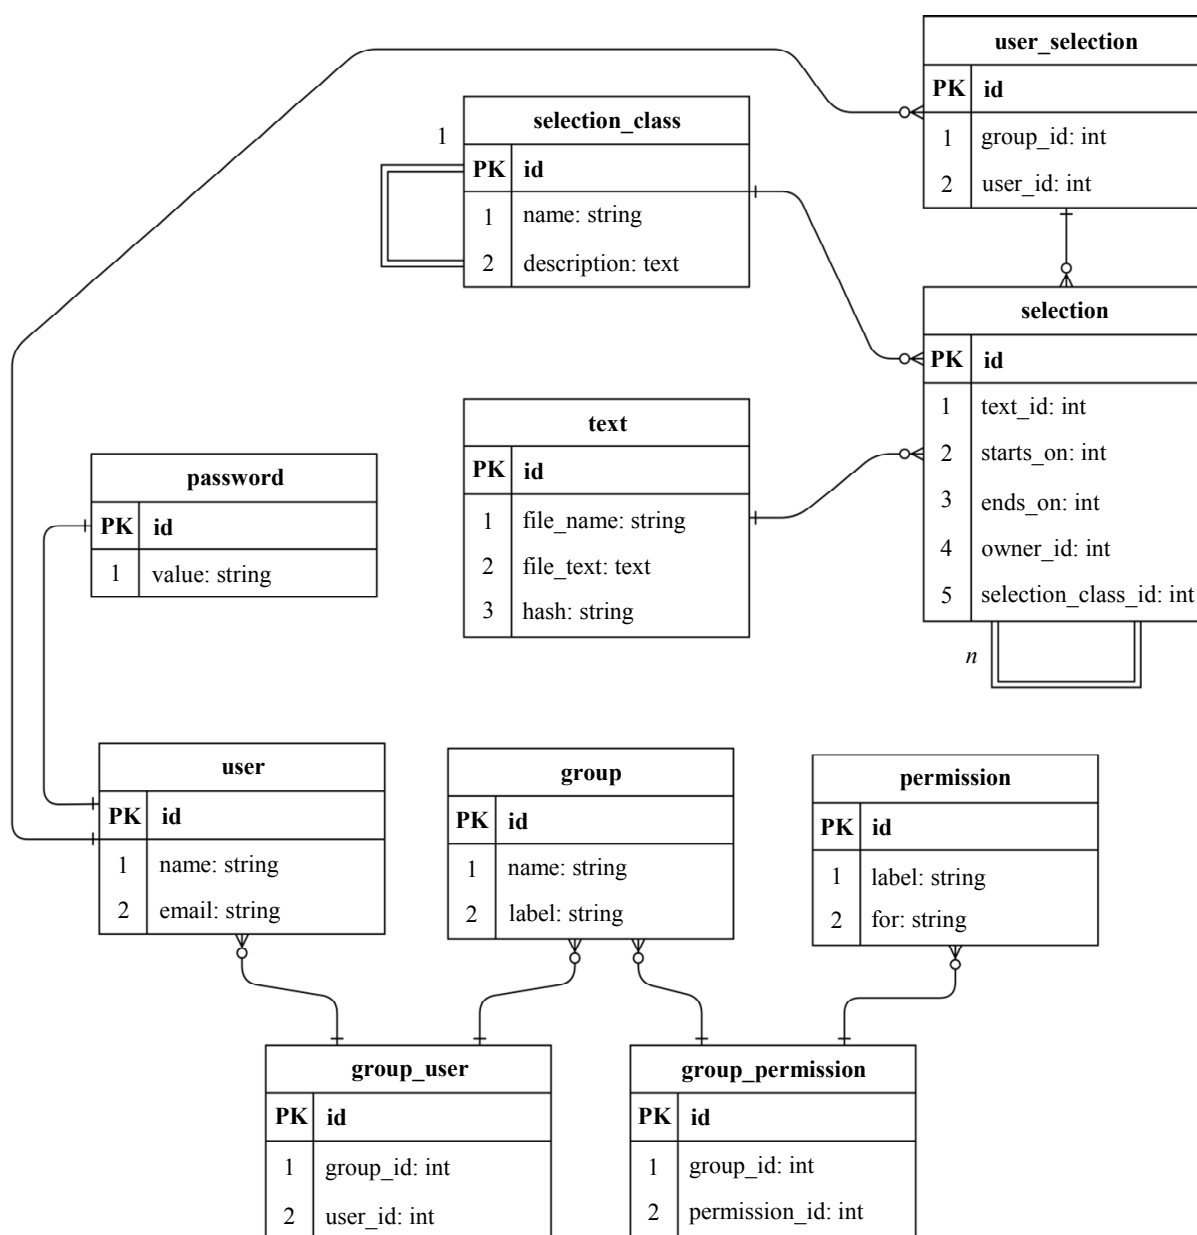 user_selection
PK id
1 group_id: int
2 user_id: int
selection_class
1
PK id
1 name: string
2 description: text
selection
PK id
1 text_id: int
2 starts_on: int
3 ends_on: int
4 owner_id: int
5 selection_class_id: int
n
text
PK id
1 file_name: string
2 file_text: text
3 hash: string
password
PK id
1 value: string
user
PK id
1 name: string
2 email: string
group
PK id
1 name: string
2 label: string
permission
PK id
1 label: string
2 for: string
group_user
PK id
1 group_id: int
2 user_id: int
group_permission
PK id
1 group_id: int
2 permission_id: int